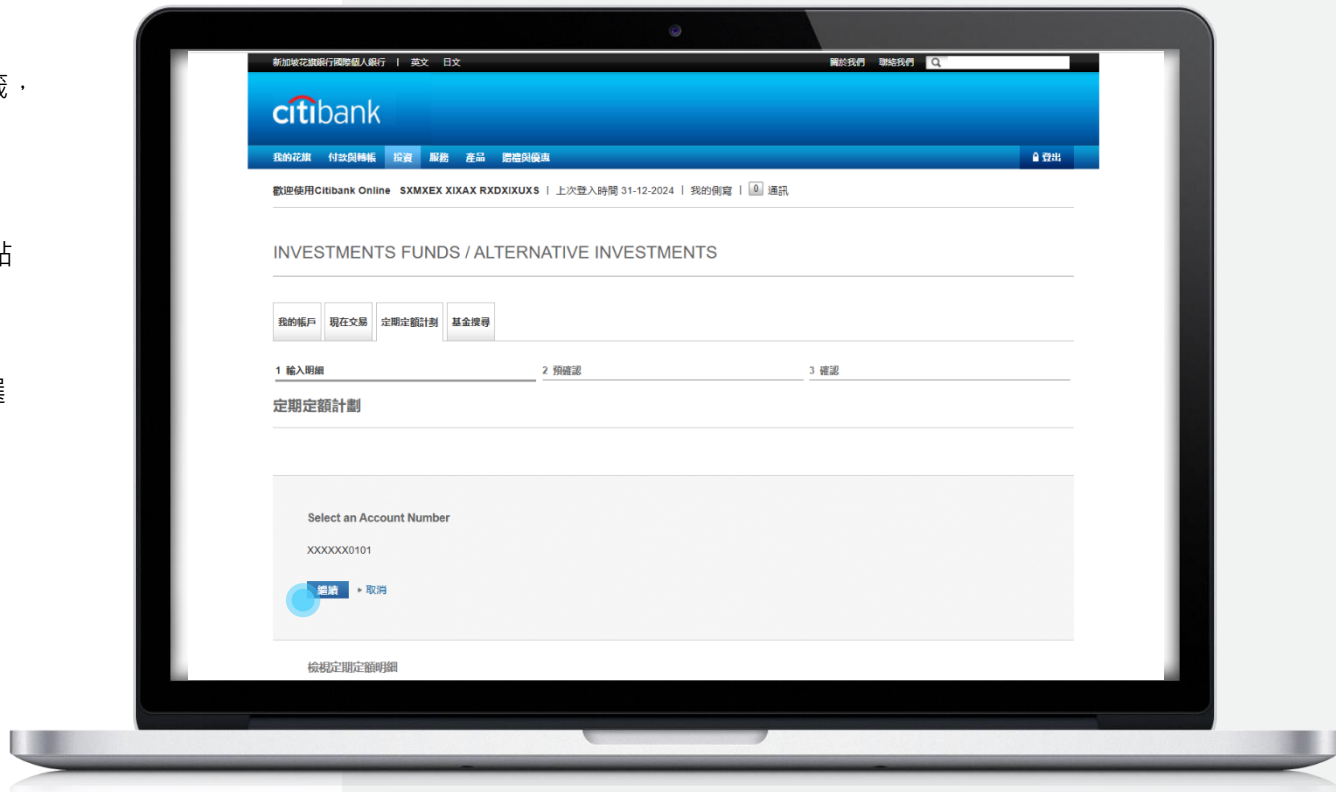 ，
新加坡花旗銀行國際個人銀行 | 英文 日文 關於我們 聯絡我們
citibank
我的花旗 付款與轉帳 投資 服務 產品 禮遇與優惠 登出
歡迎使用Citibank Online SXMXEX XIXAX RXDXIXUXS | 上次登入時間 31-12-2024 | 我的側寫 | 0 通訊
點
INVESTMENTS FUNDS / ALTERNATIVE INVESTMENTS
我的帳戶 現在交易 定期定額計劃 基金搜尋
1 輸入明細 2 預確認 3 確認
定期定額計劃
Select an Account Number
XXXXXX0101
繼續 ▸ 取消
檢視定期定額明細